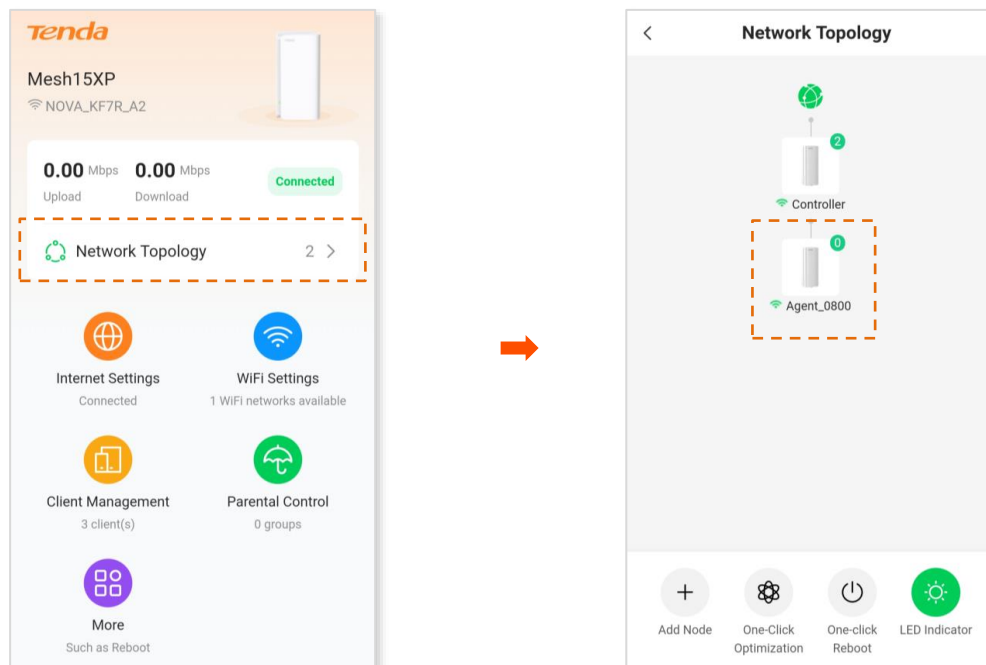 Tenda
Mesh15XP
NOVA_KF7R_A2
0.00 Mbps 0.00 Mbps
Upload Download
Connected
Network Topology 2
Internet Settings
Connected
WiFi Settings
1 WiFi networks available
Client Management
3 client(s)
Parental Control
0 groups
More
Such as Reboot
Network Topology
2
Controller
0
Agent_0800
Add Node
One-Click
Optimization
One-click
Reboot
LED Indicator